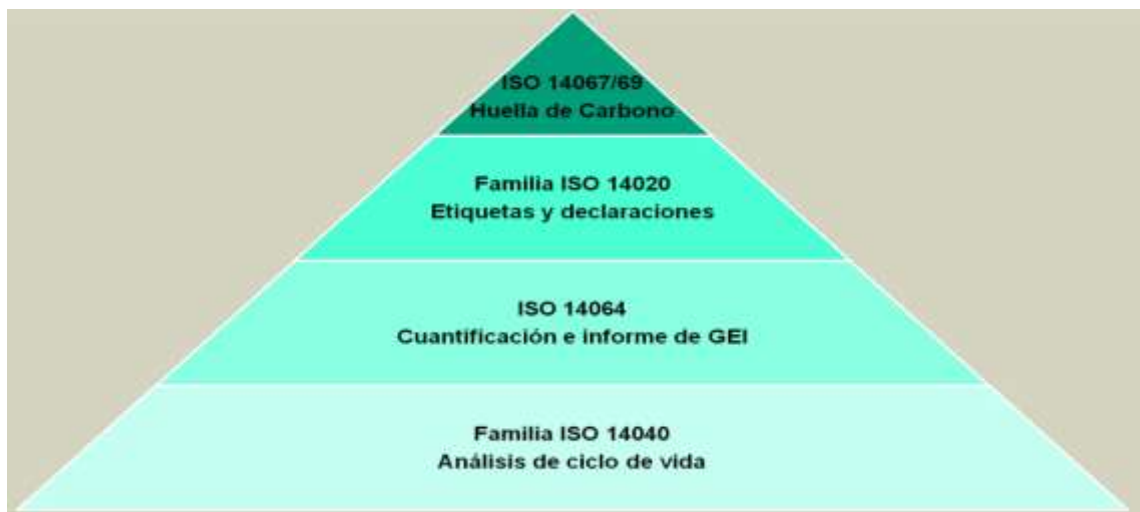 ISO 14067/69
Huella de Carbono
Familia ISO 14020
Etiquetas y declaraciones
ISO 14064
Cuantificación e informe de GEI
Familia ISO 14040
Análisis de ciclo de vida